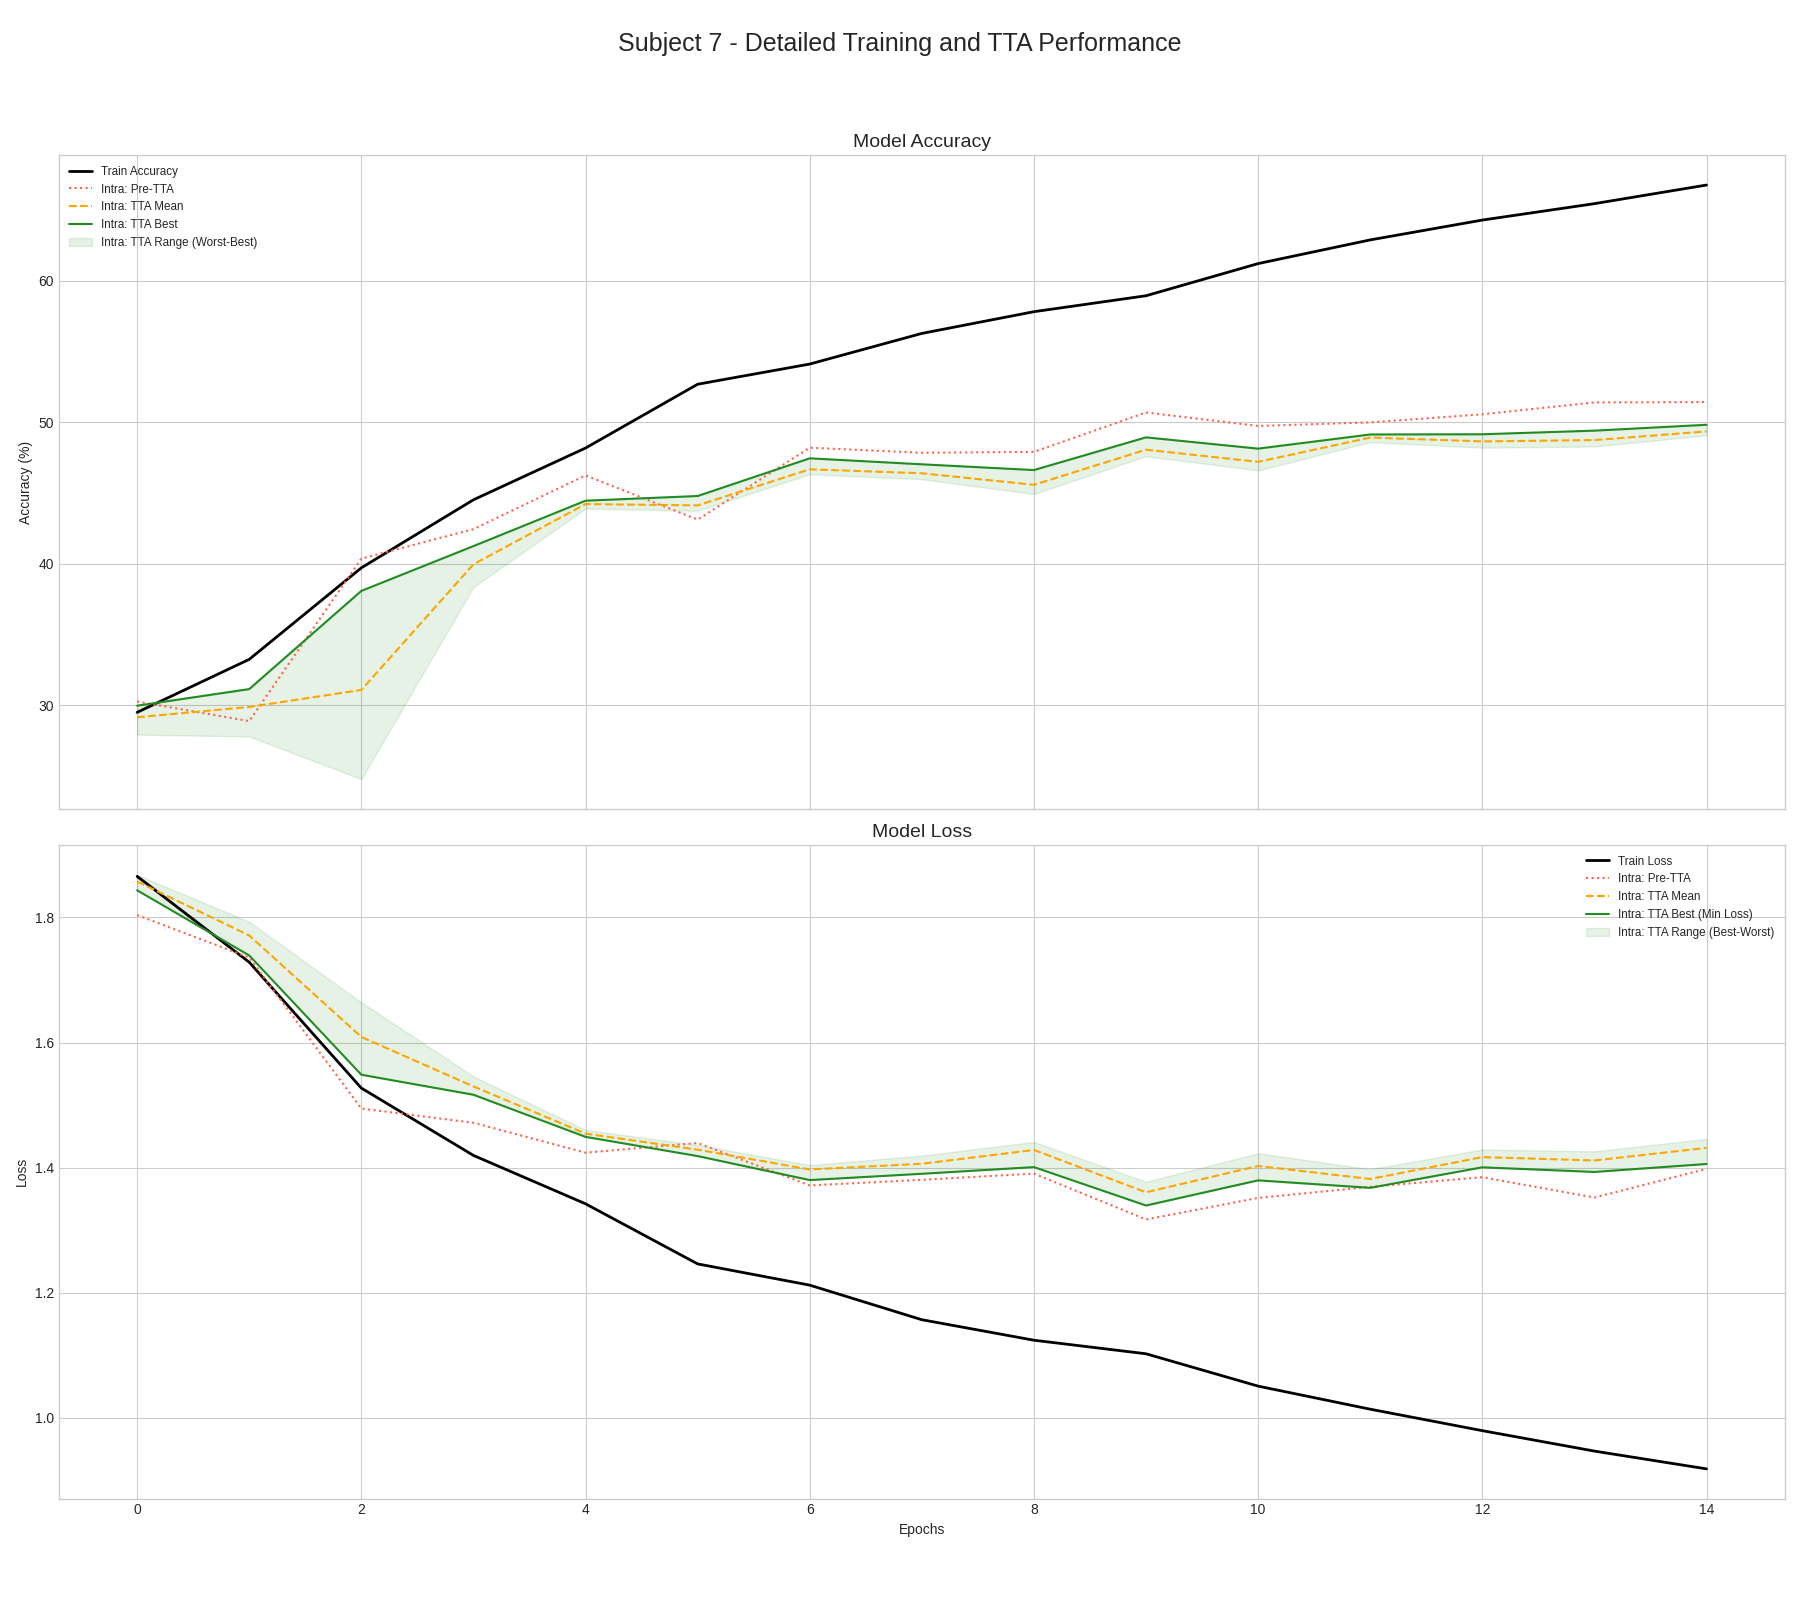 Subject 7 - Detailed Training and TTA Performance
Model Accuracy
Train Accuracy
Intra: Pre-TTA
Intra: TTA Mean
Intra: TTA Best
Intra: TTA Range (Worst-Best)
60
50
40
30
Accuracy (%)
Model Loss
Train Loss
Intra: Pre-TTA
Intra: TTA Mean
Intra: TTA Best (Min Loss)
Intra: TTA Range (Best-Worst)
1.8
1.6
1.4
1.2
1.0
Loss
0 2 4 6 8 10 12 14
Epochs